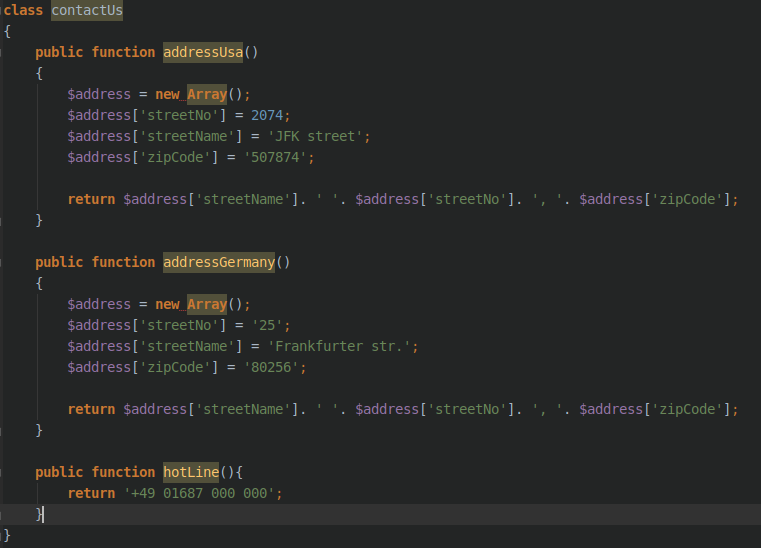 class contactUs
{
    public function addressUsa()
    {
        $address = new Array();
        $address['streetNo'] = 2074;
        $address['streetName'] = 'JFK street';
        $address['zipCode'] = '507874';

        return $address['streetName']. ' '. $address['streetNo']. ', '. $address['zipCode'];
    }

    public function addressGermany()
    {
        $address = new Array();
        $address['streetNo'] = '25';
        $address['streetName'] = 'Frankfurter str.';
        $address['zipCode'] = '80256';

        return $address['streetName']. ' '. $address['streetNo']. ', '. $address['zipCode'];
    }

    public function hotLine(){
        return '+49 01687 000 000';
    }
}